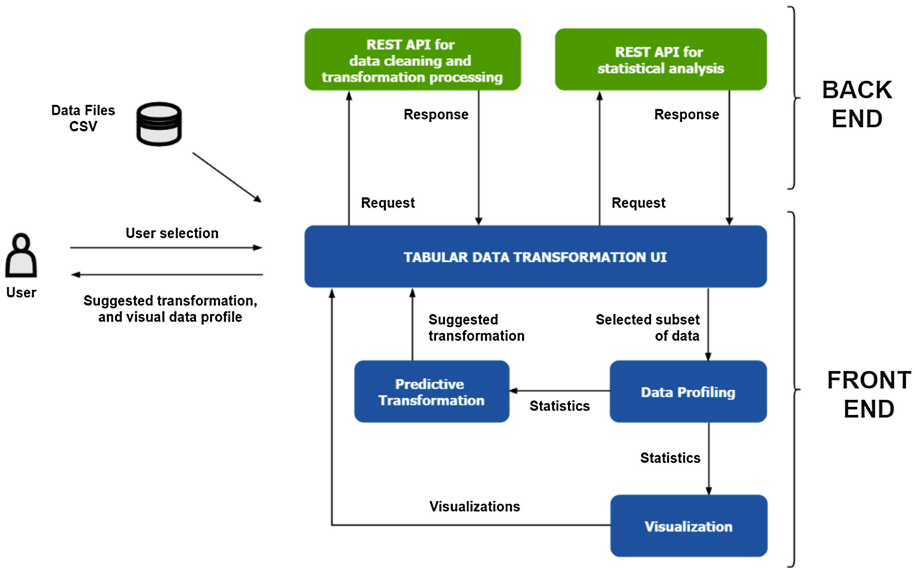 REST API for
data cleaning and
transformation processing
REST API for
statistical analysis
BACK
END
Data Files
CSV
Response
Response
Request
Request
User selection
TABULAR DATA TRANSFORMATION UI
User
Suggested transformation,
and visual data profile
Suggested
transformation
Selected subset
of data
Predictive
Transformation
Statistics
Data Profiling
FRONT
END
Statistics
Visualizations
Visualization